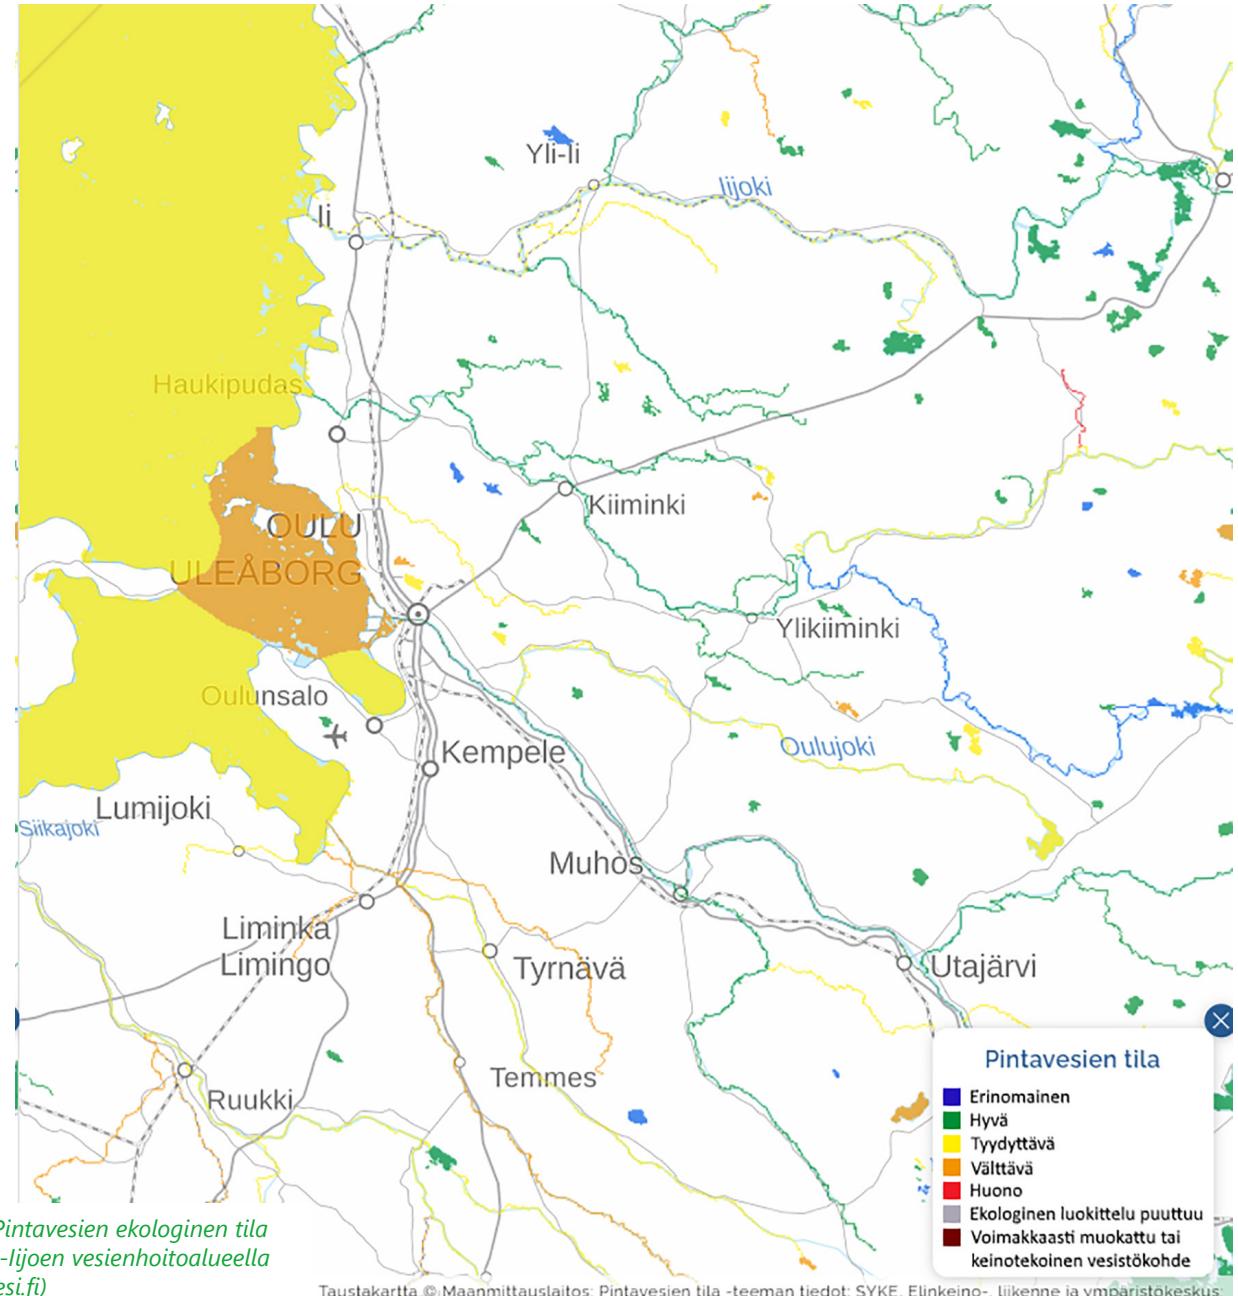 Yli-Ii
Iijoki
Ii
Haukipudas
OULU
ULEÅBORG
Kiiminki
Ylikiiminki
Oulunsalo
Kempele
Oulujoki
Lumijoki
Siikajoki
Muhos
Liminka
Limingo
Tyrnävä
Utajärvi
Temmes
Ruukki
Pintavesien tila
Erinomainen
Hyvä
Tyydyttävä
Välttävä
Huono
Ekologinen luokittelu puuttuu
Voimakkaasti muokattu tai
keinotekoinen vesistökohde
Pintavesien ekologinen tila
-Iijoen vesienhoitoalueella
esi.fi)
Taustakartta © Maanmittauslaitos; Pintavesien tila -teeman tiedot: SYKE, Elinkeino-, liikenne ja ympäristökeskus;